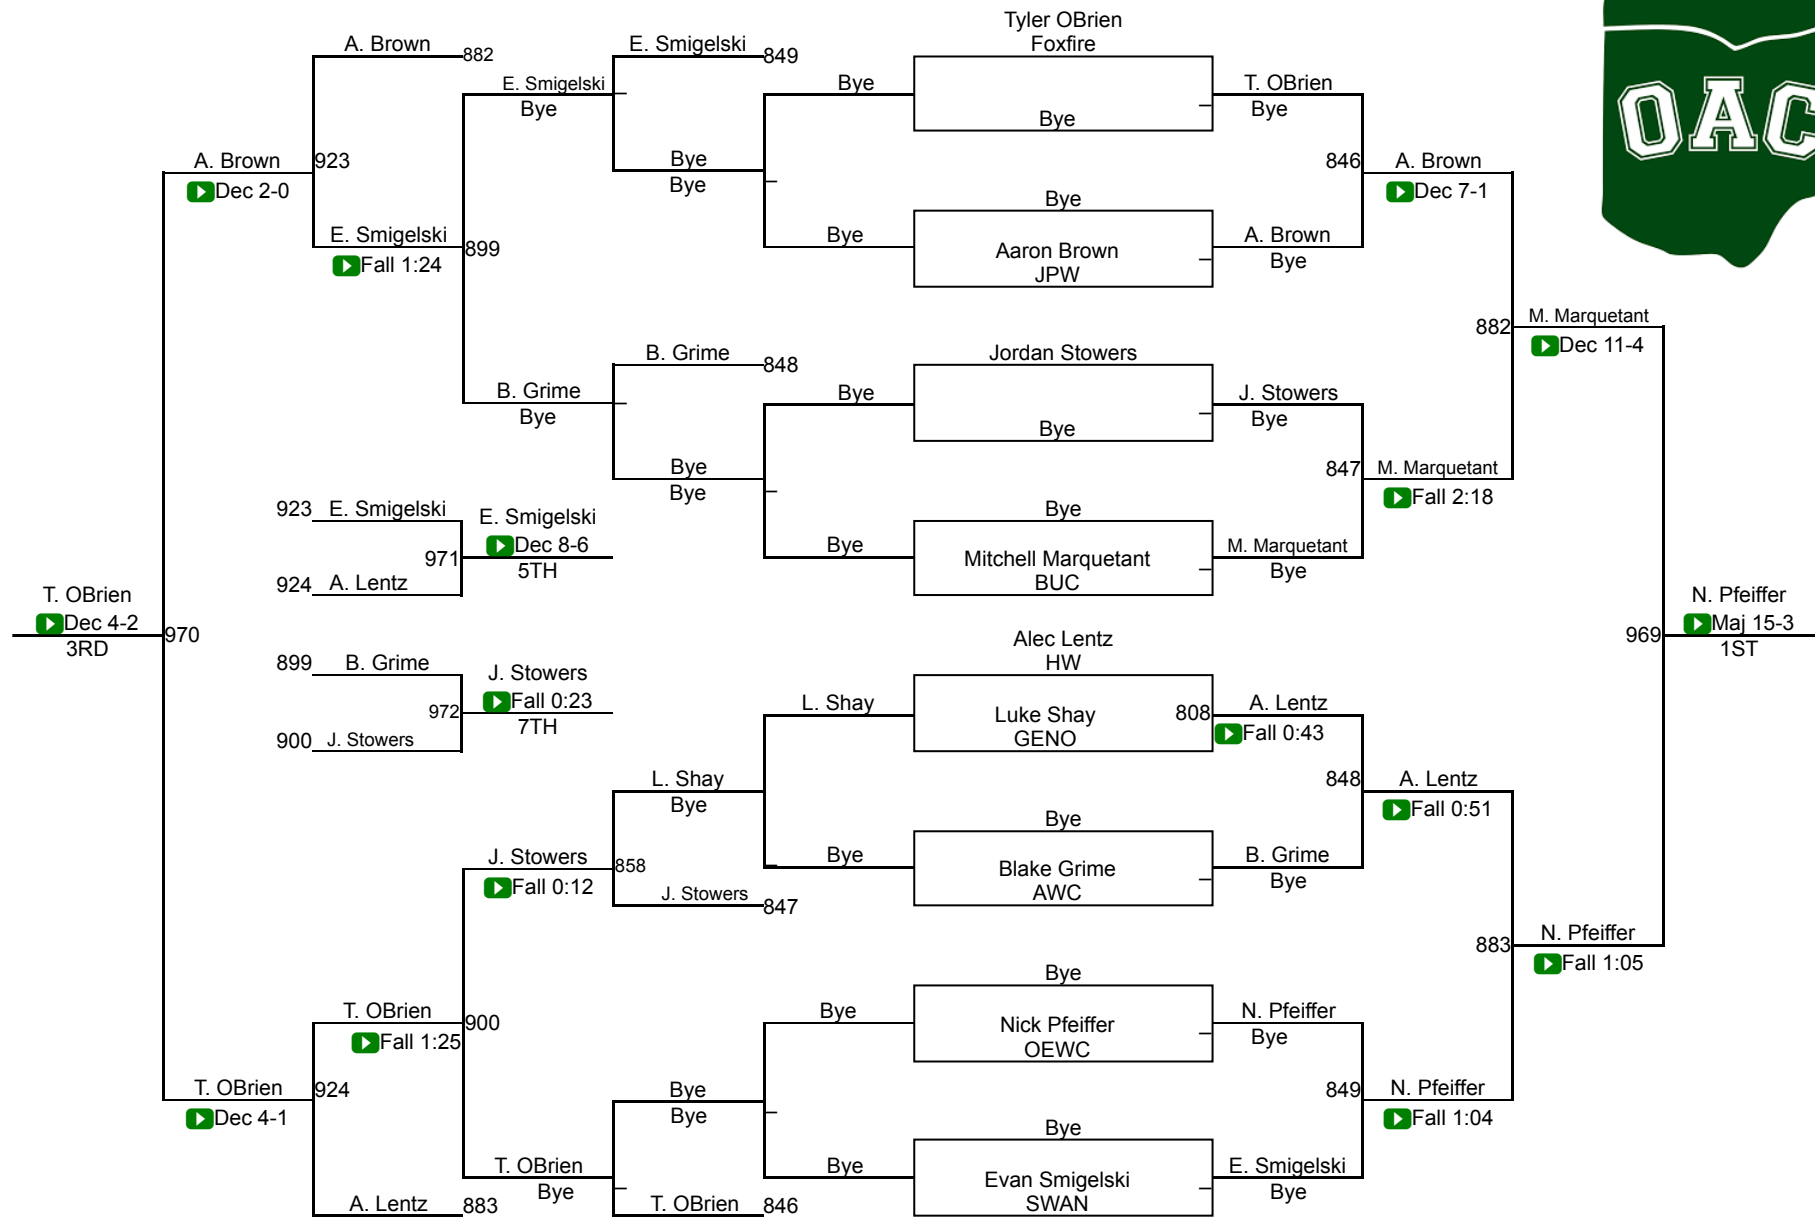 Tyler OBrien
Foxfire
A. Brown
882
E. Smigelski
849
E. Smigelski
Bye
Bye
Bye
T. OBrien
Bye
OAC
A. Brown
923
Dec 2-0
Bye
Bye
846
A. Brown
Dec 7-1
E. Smigelski
899
Fall 1:24
Bye
Bye
Aaron Brown
JPW
A. Brown
Bye
882
M. Marquetant
Dec 11-4
B. Grime
848
B. Grime
Bye
Bye
Jordan Stowers
Bye
J. Stowers
Bye
Bye
Bye
847
M. Marquetant
Fall 2:18
923
E. Smigelski
E. Smigelski
971
Dec 8-6
5TH
924
A. Lentz
Bye
Bye
Mitchell Marquetant
BUC
M. Marquetant
Bye
T. OBrien
Dec 4-2
3RD
970
969
N. Pfeiffer
Maj 15-3
1ST
899
B. Grime
J. Stowers
972
Fall 0:23
7TH
900
J. Stowers
Alec Lentz
HW
L. Shay
Luke Shay
GENO
808
A. Lentz
Fall 0:43
L. Shay
Bye
848
A. Lentz
Fall 0:51
J. Stowers
858
Fall 0:12
J. Stowers
847
Bye
Bye
Blake Grime
AWC
B. Grime
Bye
883
N. Pfeiffer
Fall 1:05
T. OBrien
900
Fall 1:25
Bye
Bye
Nick Pfeiffer
OEWC
N. Pfeiffer
Bye
T. OBrien
924
Dec 4-1
Bye
Bye
849
N. Pfeiffer
Fall 1:04
T. OBrien
Bye
Bye
Bye
Evan Smigelski
SWAN
E. Smigelski
Bye
A. Lentz
883
T. OBrien
846